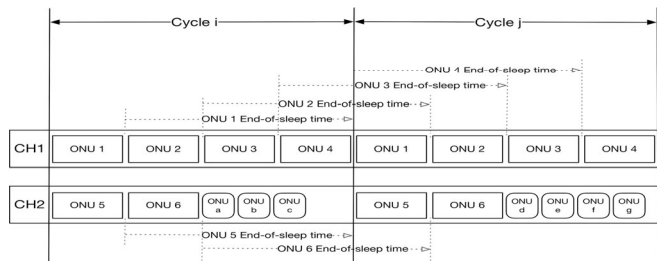 Cycle i Cycle j
ONU 4 End-of-sleep time
ONU 3 End-of-sleep time
ONU 2 End-of-sleep time
ONU 1 End-of-sleep time
CH1 ONU 1 ONU 2 ONU 3 ONU 4 ONU 1 ONU 2 ONU 3 ONU 4
CH2 ONU 5 ONU 6 ONU a ONU b ONU c ONU 5 ONU 6 ONU d ONU e ONU f ONU g
ONU 5 End-of-sleep time
ONU 6 End-of-sleep time